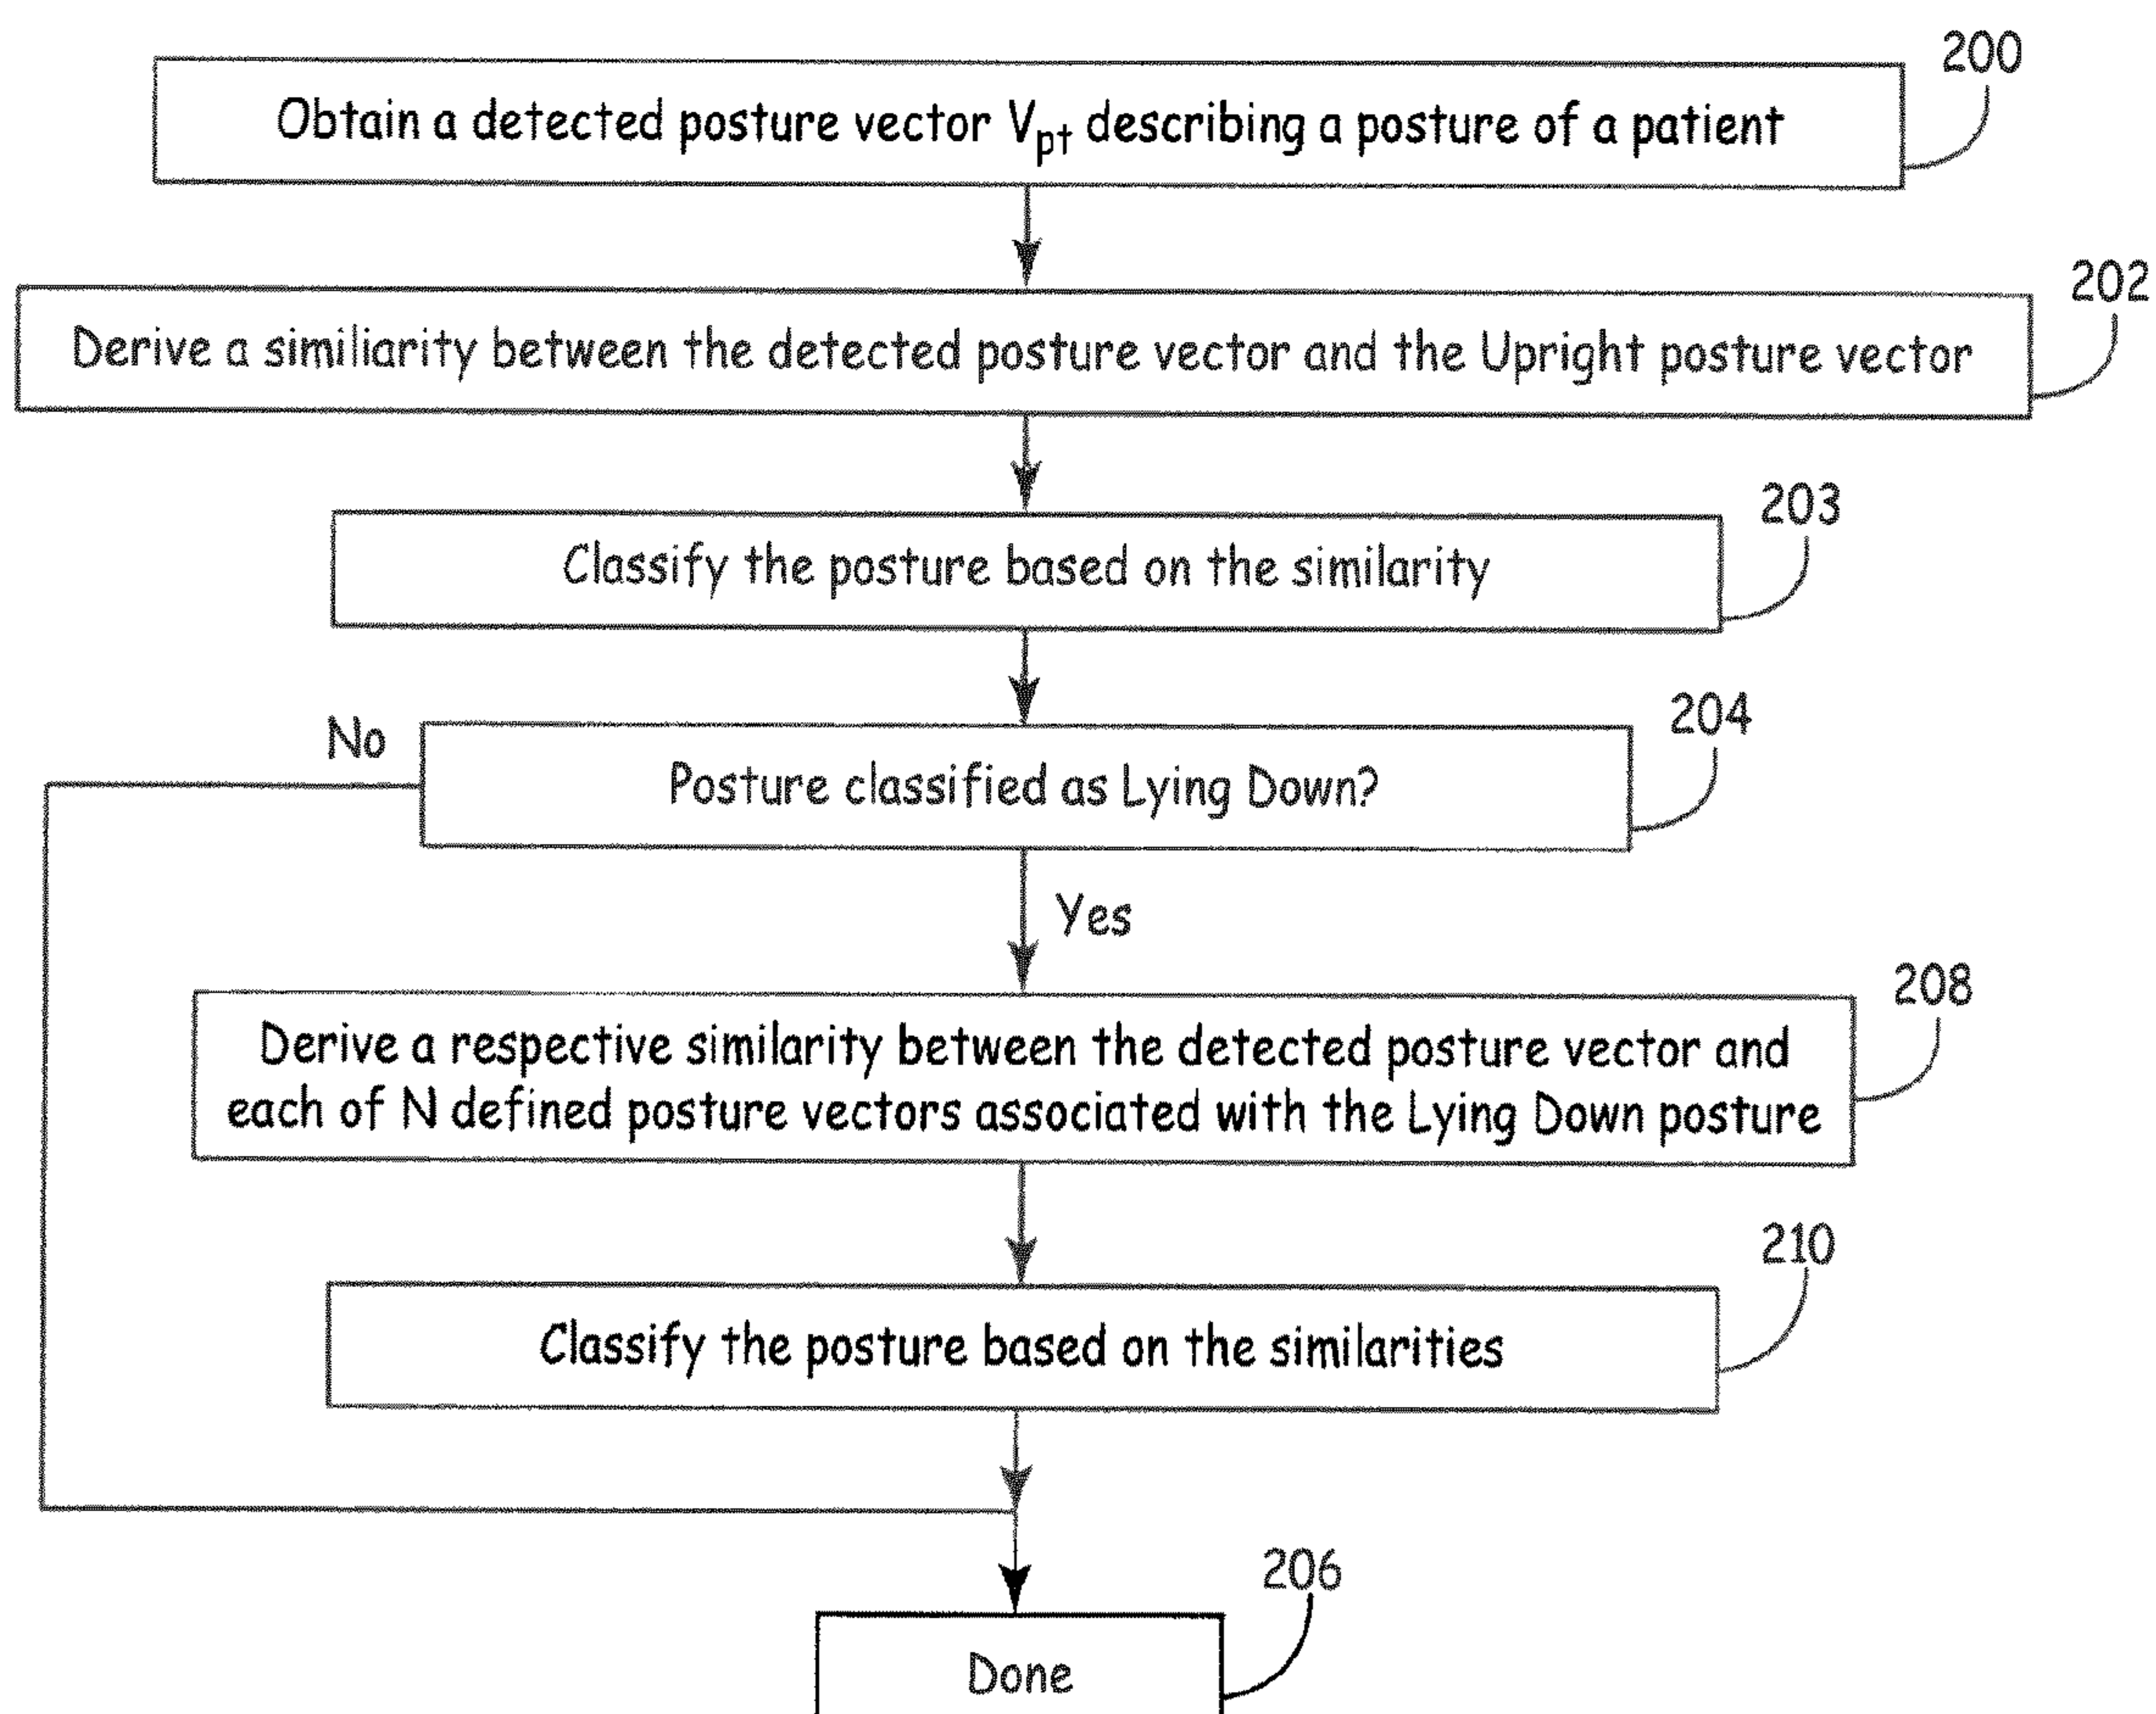 200
Obtain a detected posture vector Vpt describing a posture of a patient
202
Derive a similiarity between the detected posture vector and the Upright posture vector
203
Classify the posture based on the similarity
204
No
Posture classified as Lying Down?
Yes
208
Derive a respective similarity between the detected posture vector and
each of N defined posture vectors associated with the Lying Down posture
210
Classify the posture based on the similarities
206
Done